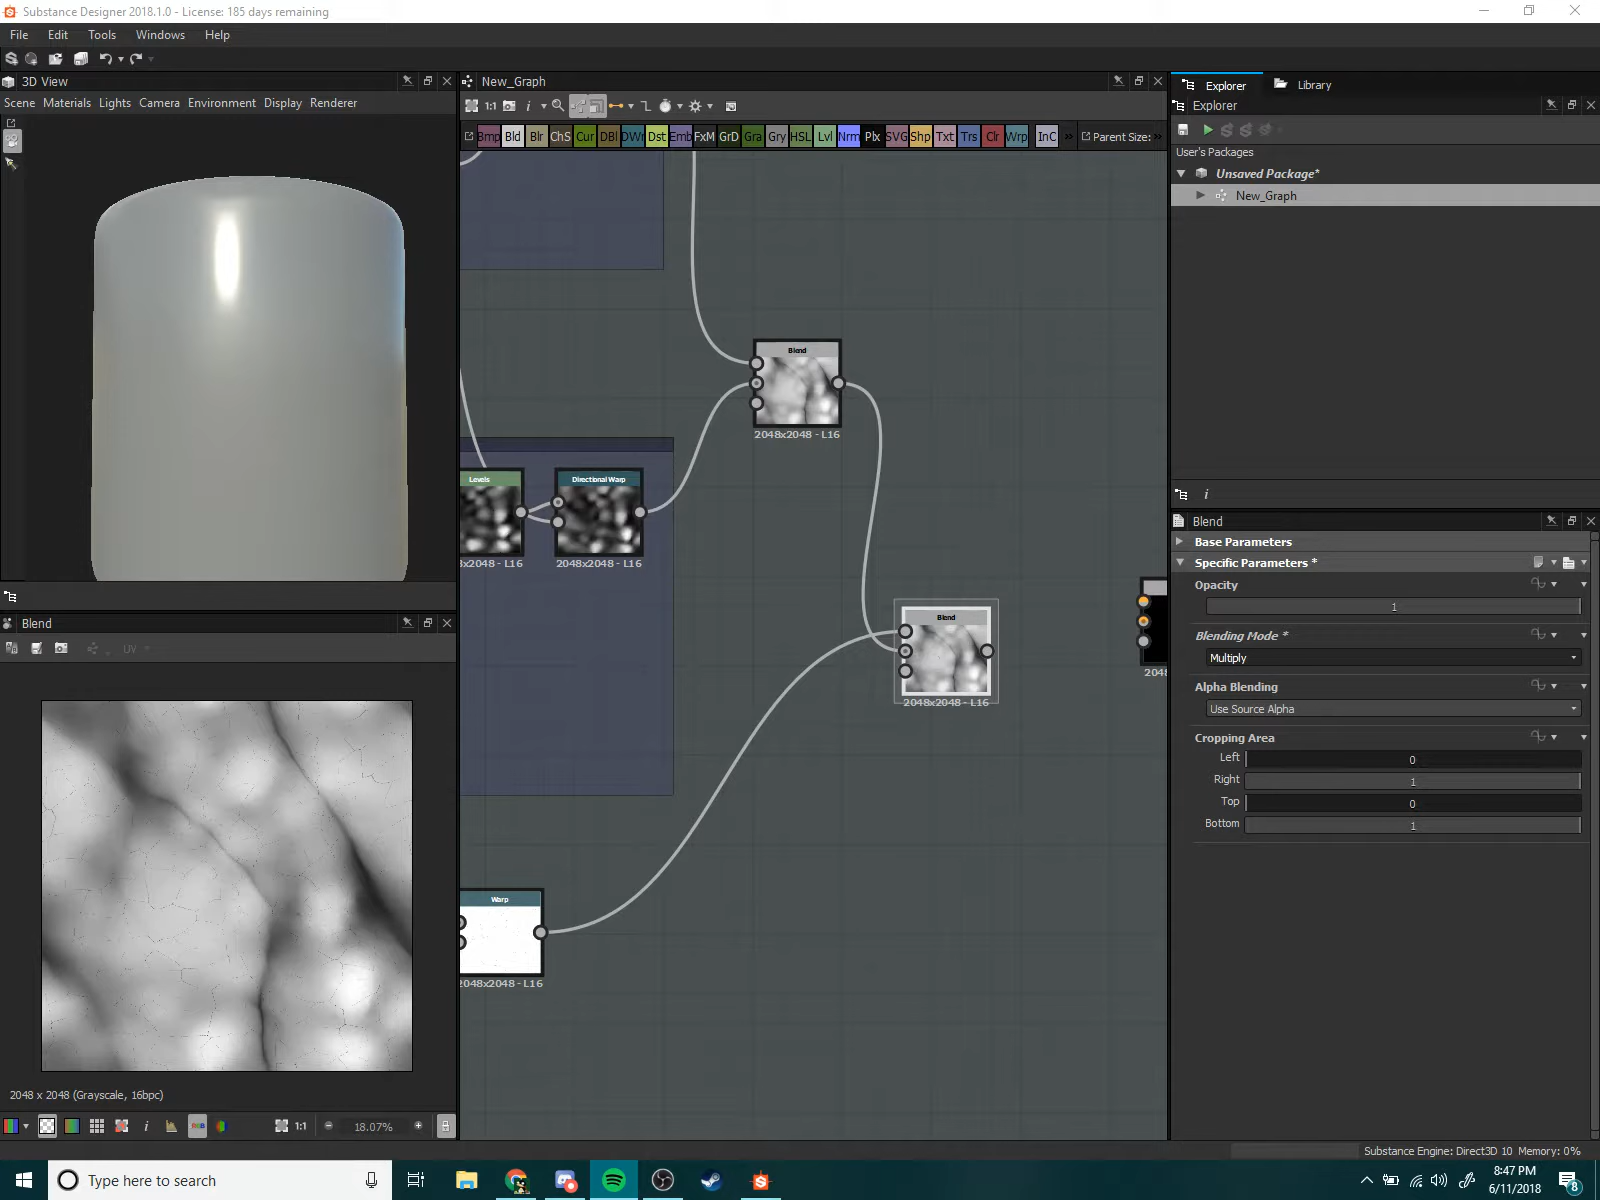 Substance Designer 2018.1.0 - License: 185 days remaining
File Edit Tools Windows Help
3D View
Scene Materials Lights Camera Environment Display Renderer
New_Graph
1:1
Bmp Bld Blr ChS Cur DBl DWr Dst Emb FxM GrD Gra Gry HSL Lvl Nrm Plx SVG Shp Txt Trs Clr Wrp InC » Parent Size: »
Blend
2048x2048 - L16
Levels
8x2048 - L16
Directional Warp
2048x2048 - L16
Blend
2048x2048 - L16
2048
Warp
2048x2048 - L16
Explorer Library
Explorer
User's Packages
Unsaved Package*
New_Graph
Blend
Base Parameters
Specific Parameters *
Opacity
1
Blending Mode *
Multiply
Alpha Blending
Use Source Alpha
Cropping Area
Left 0
Right 1
Top 0
Bottom 1
Blend
UV
2048 x 2048 (Grayscale, 16bpc)
1:1 18.07%
Substance Engine: Direct3D 10 Memory: 0%
Type here to search
8:47 PM
6/11/2018
8